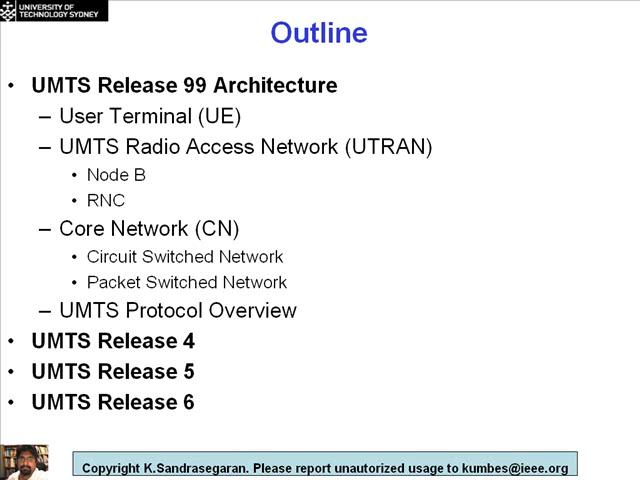 UNIVERSITY OF
TECHNOLOGY SYDNEY
Outline
• UMTS Release 99 Architecture
– User Terminal (UE)
– UMTS Radio Access Network (UTRAN)
• Node B
• RNC
– Core Network (CN)
• Circuit Switched Network
• Packet Switched Network
– UMTS Protocol Overview
• UMTS Release 4
• UMTS Release 5
• UMTS Release 6
Copyright K.Sandrasegaran. Please report unautorized usage to kumbes@ieee.org